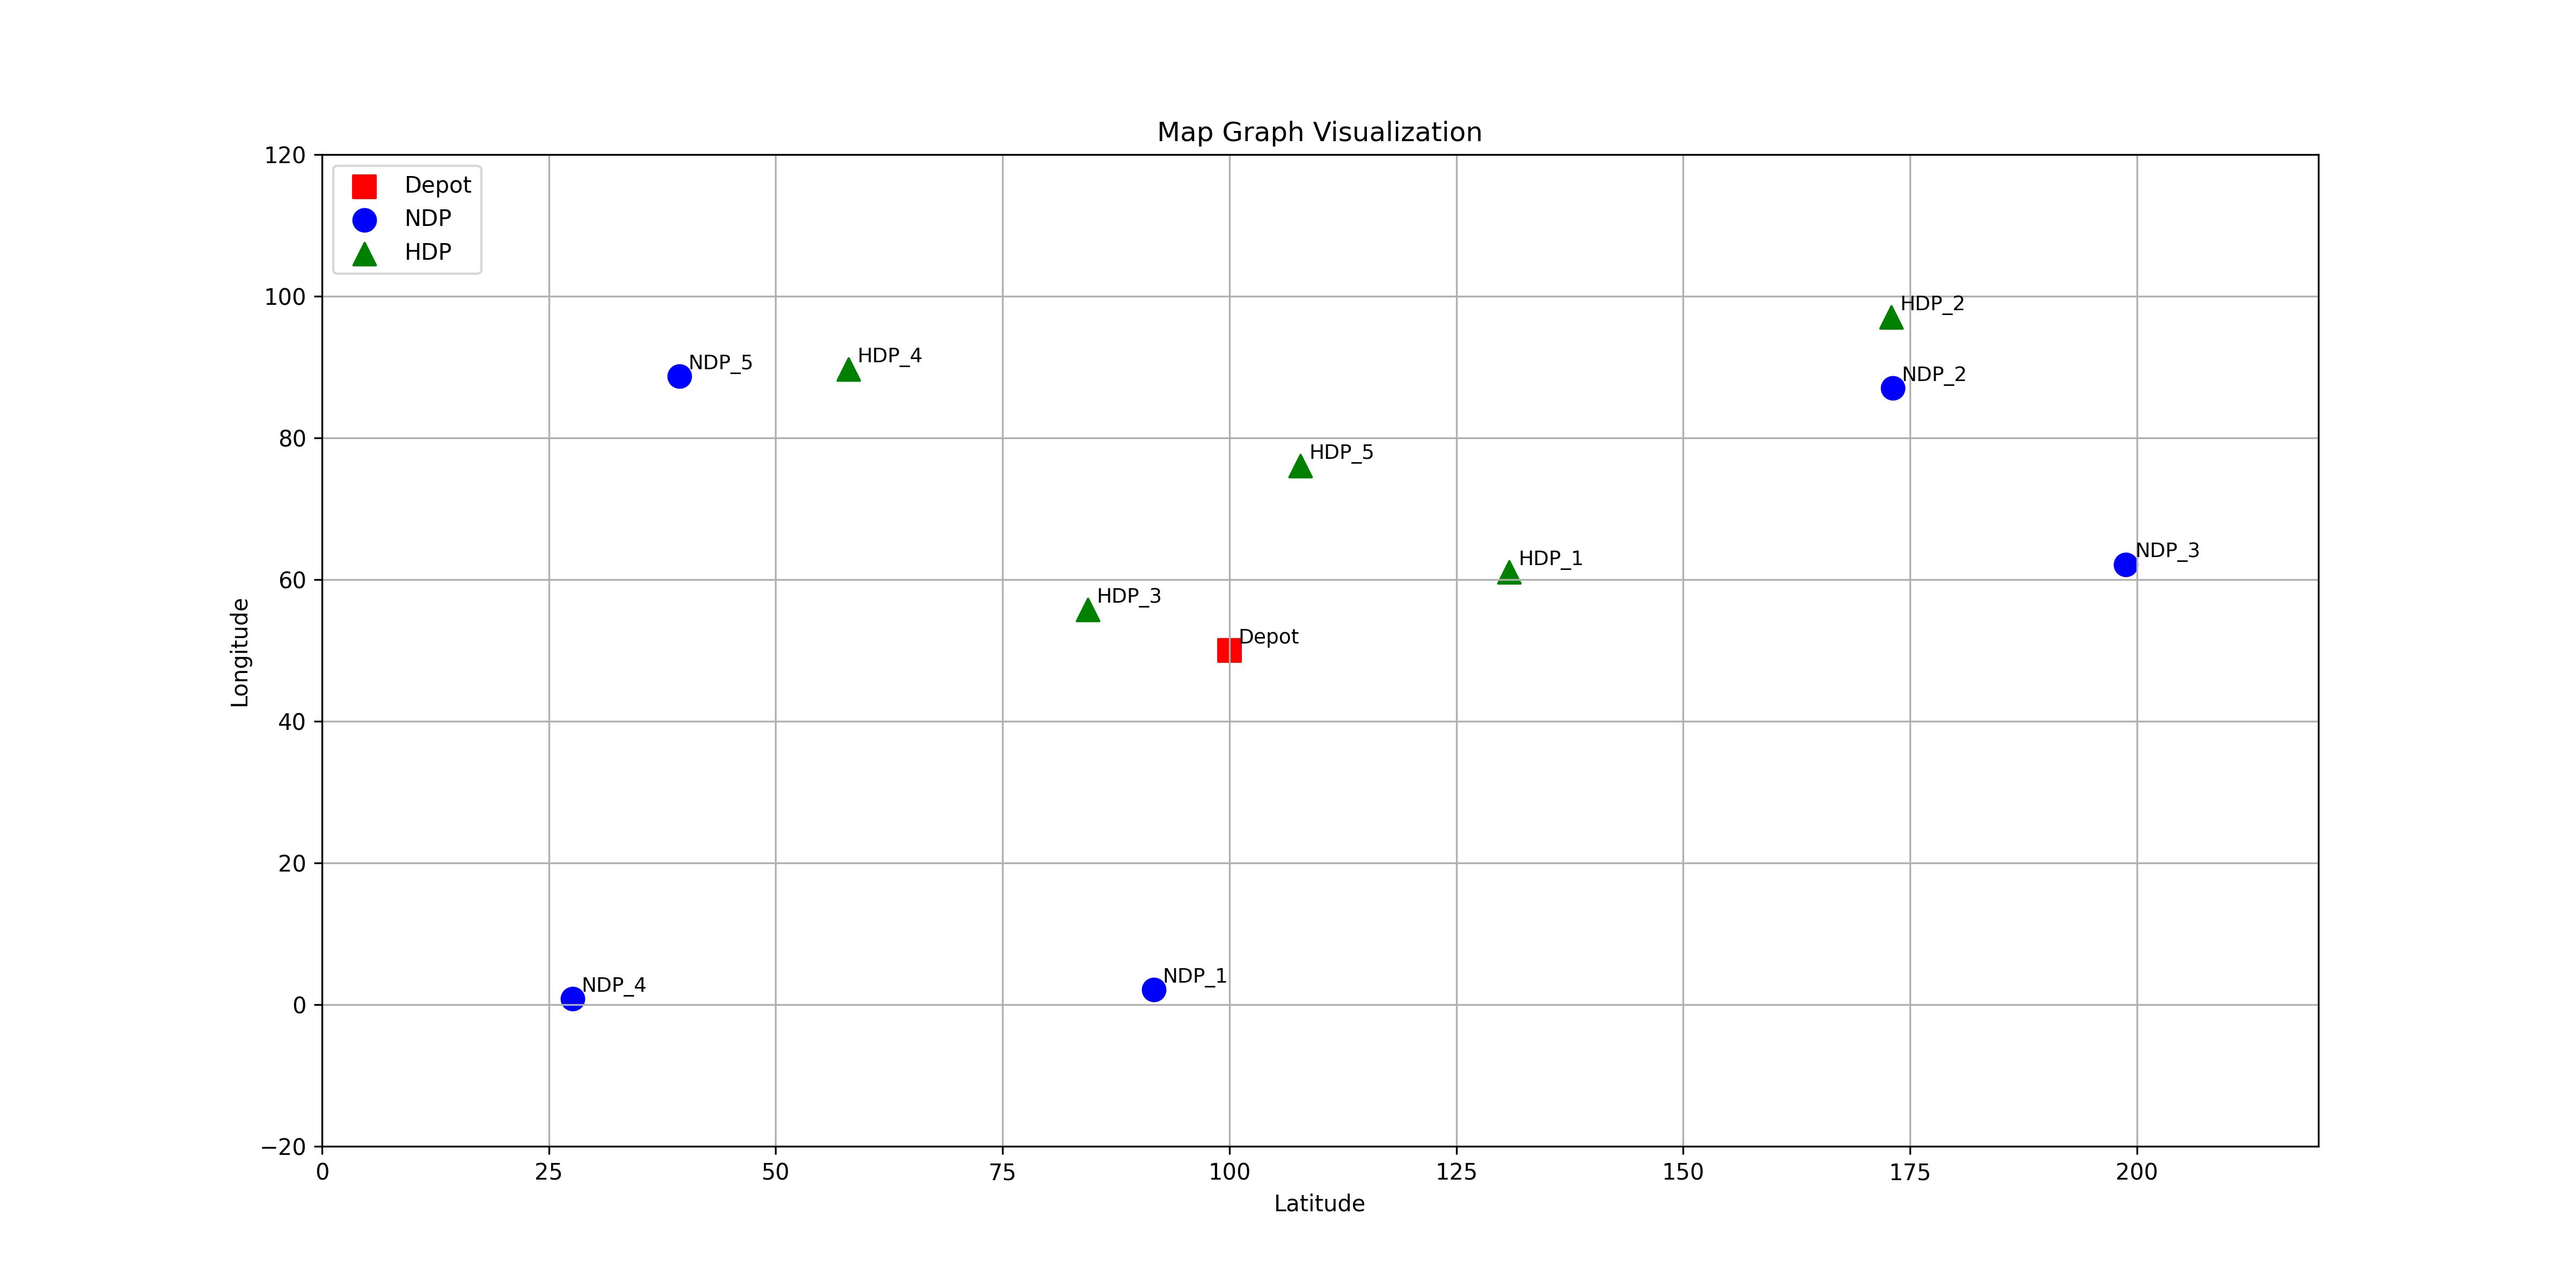 Map Graph Visualization
120
100
80
60
40
20
0
−20
Longitude
Depot
NDP
HDP
HDP_2
NDP_5
HDP_4
NDP_2
HDP_5
NDP_3
HDP_1
HDP_3
Depot
NDP_4
NDP_1
0 25 50 75 100 125 150 175 200
Latitude